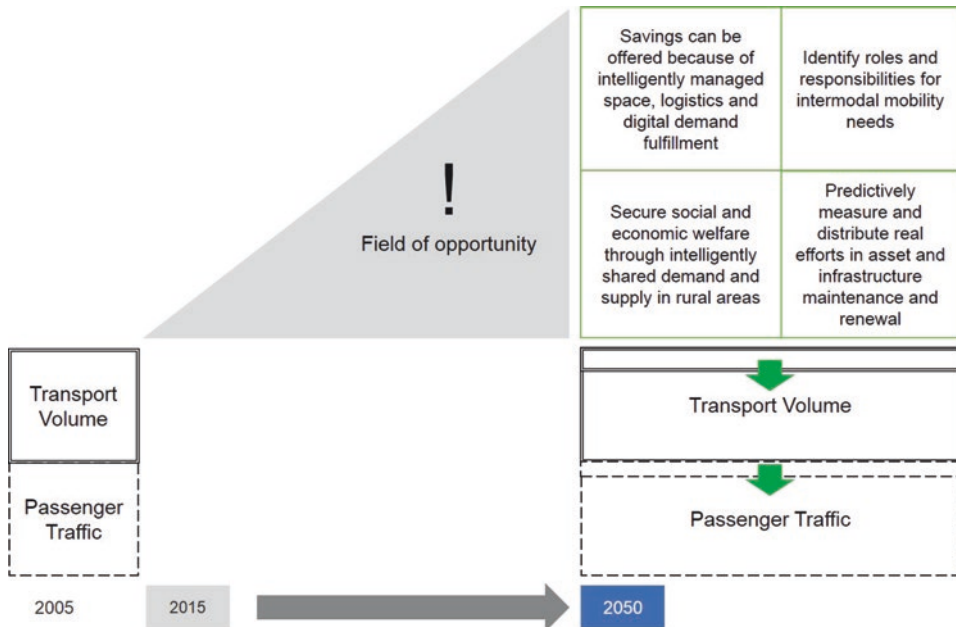 Savings can be
offered because of
intelligently managed
space, logistics and
digital demand
fulfillment
Identify roles and
responsibilities for
intermodal mobility
needs
!
Field of opportunity
Secure social and
economic welfare
through intelligently
shared demand and
supply in rural areas
Predictively
measure and
distribute real
efforts in asset and
infrastructure
maintenance and
renewal
Transport
Volume
Transport Volume
Passenger
Traffic
Passenger Traffic
2005
2015
2050